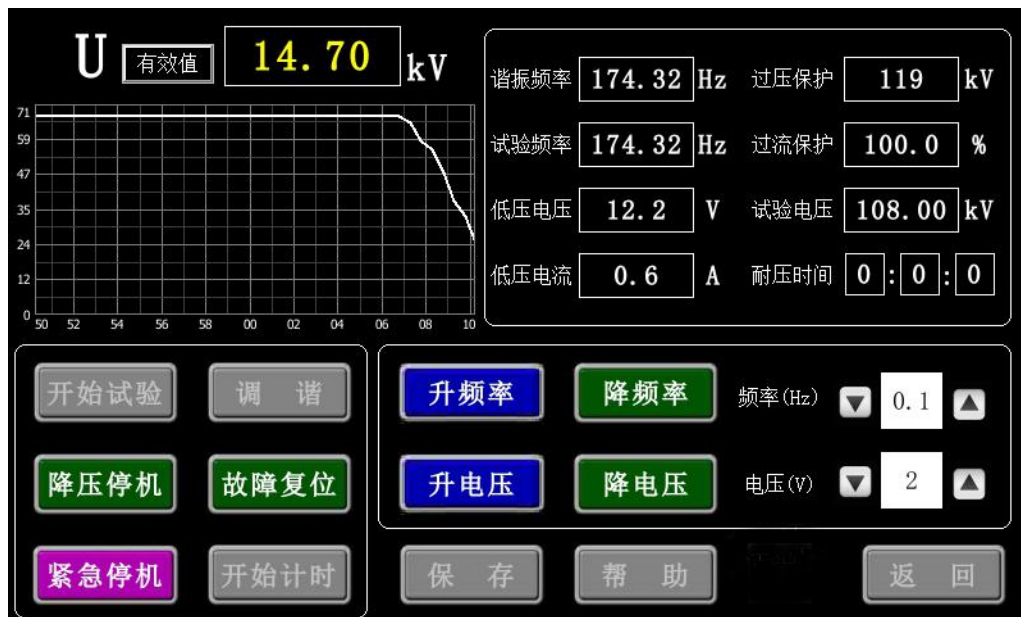 U 有效值 14.70 kV
谐振频率 174.32 Hz 过压保护 119 kV
试验频率 174.32 Hz 过流保护 100.0 %
低压电压 12.2 V 试验电压 108.00 kV
低压电流 0.6 A 耐压时间 0 : 0 : 0
71
59
47
35
24
12
0
50 52 54 56 58 00 02 04 06 08 10
开始试验 调 谐
降压停机 故障复位
紧急停机 开始计时
升频率 降频率 频率(Hz) 0.1
升电压 降电压 电压(V) 2
保 存 帮 助 返 回